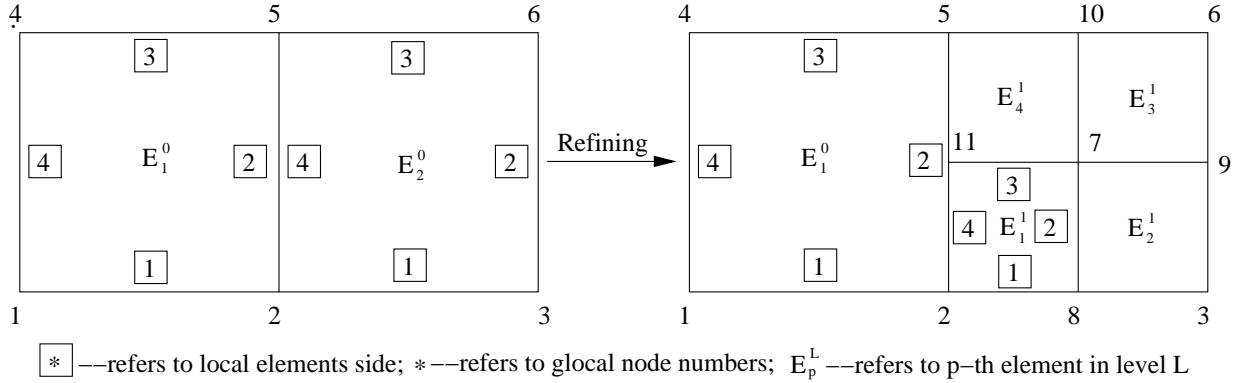 4 5 6 4 5 10 6
3 3 3
E_4^1 E_3^1
11 7
4 E_1^0 2 4 E_2^0 2 Refining 4 E_1^0 2 9
3
4 E_1^1 2 E_2^1
1 1 1 1
1 2 3 1 2 8 3
* −−refers to local elements side; * −−refers to glocal node numbers; E_p^L −−refers to p−th element in level L